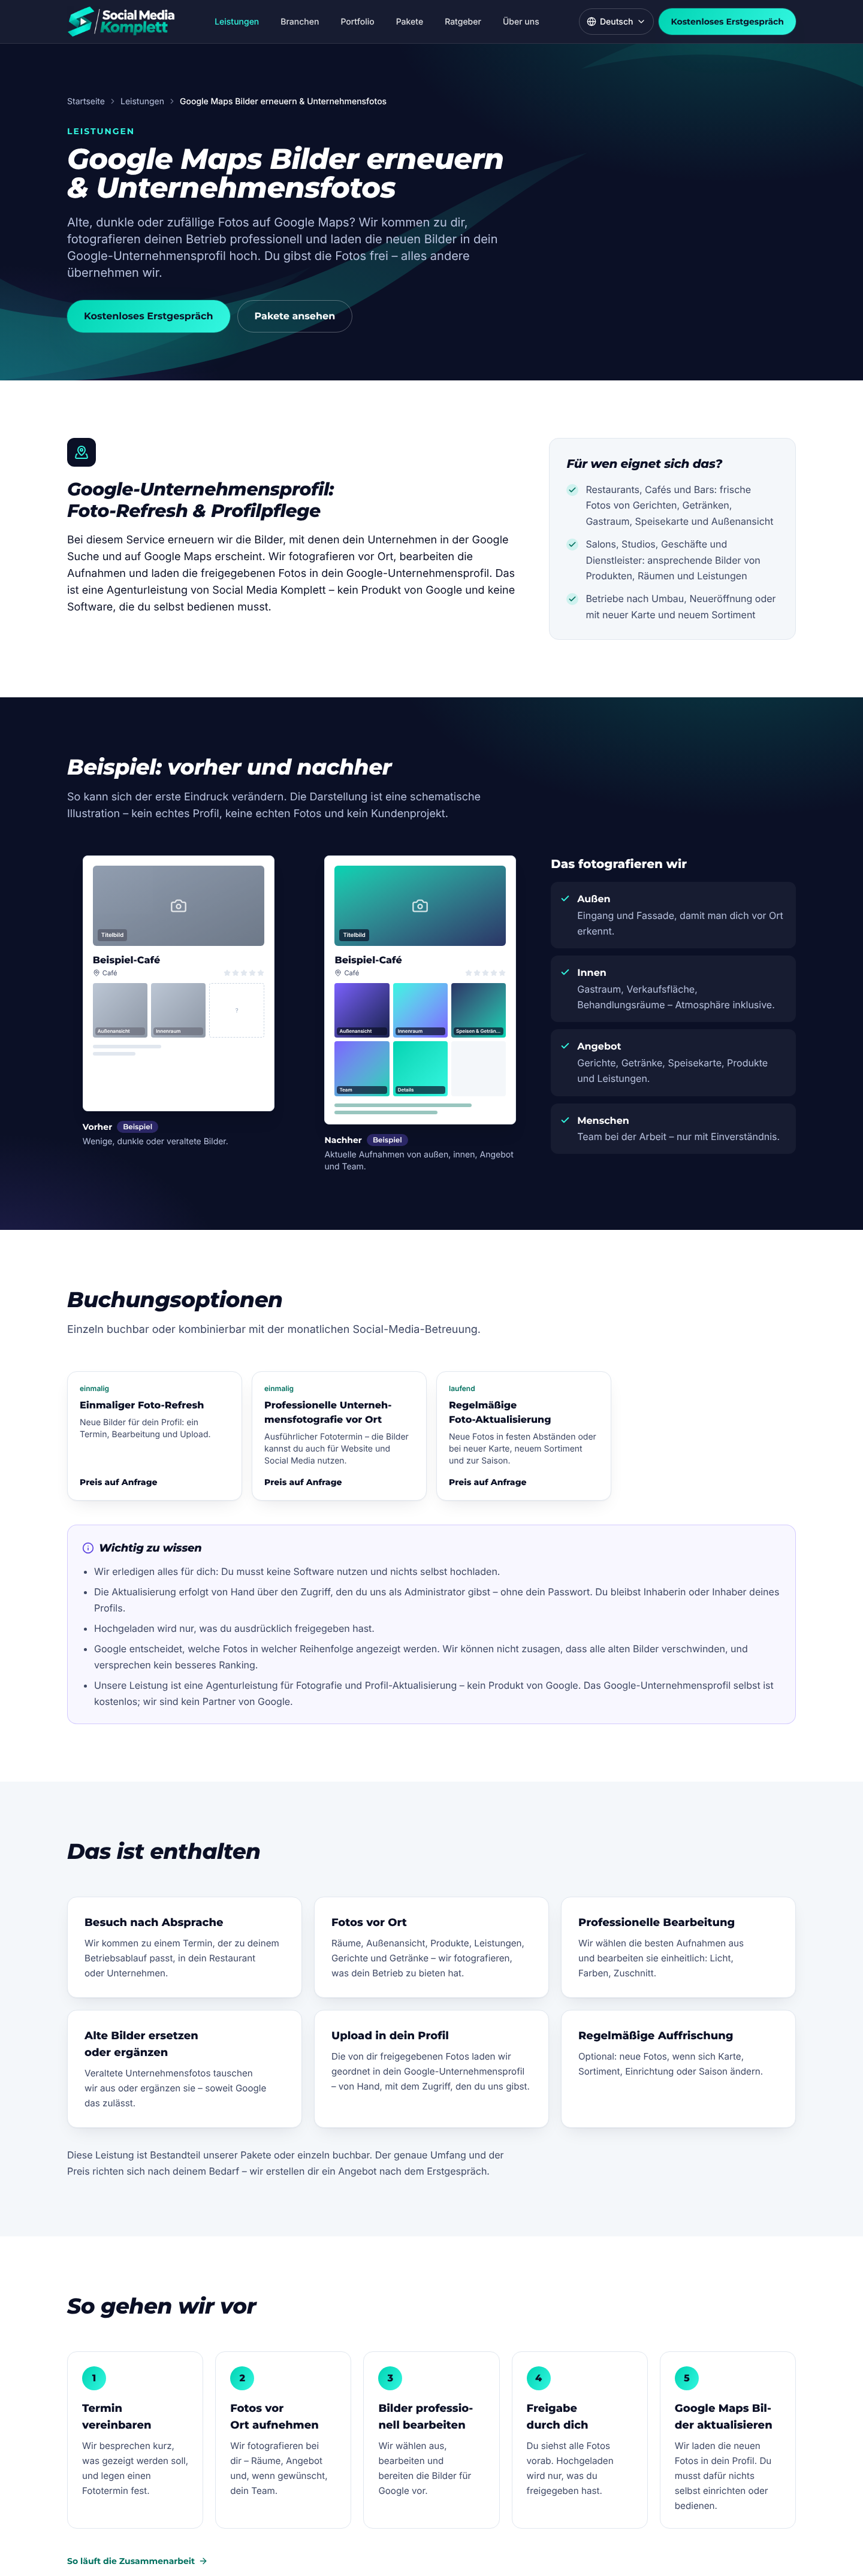 Social Media
Komplett
Leistungen
Branchen
Portfolio
Pakete
Ratgeber
Über uns
Deutsch
Kostenloses Erstgespräch
Startseite > Leistungen > Google Maps Bilder erneuern & Unternehmensfotos
LEISTUNGEN
Google Maps Bilder erneuern
& Unternehmensfotos
Alte, dunkle oder zufällige Fotos auf Google Maps? Wir kommen zu dir,
fotografieren deinen Betrieb professionell und laden die neuen Bilder in dein
Google-Unternehmensprofil hoch. Du gibst die Fotos frei – alles andere
übernehmen wir.
Kostenloses Erstgespräch
Pakete ansehen
Google-Unternehmensprofil:
Foto-Refresh & Profilpflege
Bei diesem Service erneuern wir die Bilder, mit denen dein Unternehmen in der Google
Suche und auf Google Maps erscheint. Wir fotografieren vor Ort, bearbeiten die
Aufnahmen und laden die freigegebenen Fotos in dein Google-Unternehmensprofil. Das
ist eine Agenturleistung von Social Media Komplett – kein Produkt von Google und keine
Software, die du selbst bedienen musst.
Für wen eignet sich das?
Restaurants, Cafés und Bars: frische
Fotos von Gerichten, Getränken,
Gastraum, Speisekarte und Außenansicht
Salons, Studios, Geschäfte und
Dienstleister: ansprechende Bilder von
Produkten, Räumen und Leistungen
Betriebe nach Umbau, Neueröffnung oder
mit neuer Karte und neuem Sortiment
Beispiel: vorher und nachher
So kann sich der erste Eindruck verändern. Die Darstellung ist eine schematische
Illustration – kein echtes Profil, keine echten Fotos und kein Kundenprojekt.
Titelbild
Beispiel-Café
Café
Außenansicht
Innenraum
?
Vorher Beispiel
Wenige, dunkle oder veraltete Bilder.
Titelbild
Beispiel-Café
Café
Außenansicht
Innenraum
Speisen & Geträn...
Team
Details
Nachher Beispiel
Aktuelle Aufnahmen von außen, innen, Angebot
und Team.
Das fotografieren wir
Außen
Eingang und Fassade, damit man dich vor Ort
erkennt.
Innen
Gastraum, Verkaufsfläche,
Behandlungsräume – Atmosphäre inklusive.
Angebot
Gerichte, Getränke, Speisekarte, Produkte
und Leistungen.
Menschen
Team bei der Arbeit – nur mit Einverständnis.
Buchungsoptionen
Einzeln buchbar oder kombinierbar mit der monatlichen Social-Media-Betreuung.
einmalig
Einmaliger Foto-Refresh
Neue Bilder für dein Profil: ein
Termin, Bearbeitung und Upload.
Preis auf Anfrage
einmalig
Professionelle Unterneh-
mensfotografie vor Ort
Ausführlicher Fototermin – die Bilder
kannst du auch für Website und
Social Media nutzen.
Preis auf Anfrage
laufend
Regelmäßige
Foto-Aktualisierung
Neue Fotos in festen Abständen oder
bei neuer Karte, neuem Sortiment
und zur Saison.
Preis auf Anfrage
Wichtig zu wissen
• Wir erledigen alles für dich: Du musst keine Software nutzen und nichts selbst hochladen.
• Die Aktualisierung erfolgt von Hand über den Zugriff, den du uns als Administrator gibst – ohne dein Passwort. Du bleibst Inhaberin oder Inhaber deines
Profils.
• Hochgeladen wird nur, was du ausdrücklich freigegeben hast.
• Google entscheidet, welche Fotos in welcher Reihenfolge angezeigt werden. Wir können nicht zusagen, dass alle alten Bilder verschwinden, und
versprechen kein besseres Ranking.
• Unsere Leistung ist eine Agenturleistung für Fotografie und Profil-Aktualisierung – kein Produkt von Google. Das Google-Unternehmensprofil selbst ist
kostenlos; wir sind kein Partner von Google.
Das ist enthalten
Besuch nach Absprache
Wir kommen zu einem Termin, der zu deinem
Betriebsablauf passt, in dein Restaurant
oder Unternehmen.
Fotos vor Ort
Räume, Außenansicht, Produkte, Leistungen,
Gerichte und Getränke – wir fotografieren,
was dein Betrieb zu bieten hat.
Professionelle Bearbeitung
Wir wählen die besten Aufnahmen aus
und bearbeiten sie einheitlich: Licht,
Farben, Zuschnitt.
Alte Bilder ersetzen
oder ergänzen
Veraltete Unternehmensfotos tauschen
wir aus oder ergänzen sie – soweit Google
das zulässt.
Upload in dein Profil
Die von dir freigegebenen Fotos laden wir
geordnet in dein Google-Unternehmensprofil
– von Hand, mit dem Zugriff, den du uns gibst.
Regelmäßige Auffrischung
Optional: neue Fotos, wenn sich Karte,
Sortiment, Einrichtung oder Saison ändern.
Diese Leistung ist Bestandteil unserer Pakete oder einzeln buchbar. Der genaue Umfang und der
Preis richten sich nach deinem Bedarf – wir erstellen dir ein Angebot nach dem Erstgespräch.
So gehen wir vor
1
Termin
vereinbaren
Wir besprechen kurz,
was gezeigt werden soll,
und legen einen
Fototermin fest.
2
Fotos vor
Ort aufnehmen
Wir fotografieren bei
dir – Räume, Angebot
und, wenn gewünscht,
dein Team.
3
Bilder professio-
nell bearbeiten
Wir wählen aus,
bearbeiten und
bereiten die Bilder für
Google vor.
4
Freigabe
durch dich
Du siehst alle Fotos
vorab. Hochgeladen
wird nur, was du
freigegeben hast.
5
Google Maps Bil-
der aktualisieren
Wir laden die neuen
Fotos in dein Profil. Du
musst dafür nichts
selbst einrichten oder
bedienen.
So läuft die Zusammenarbeit →